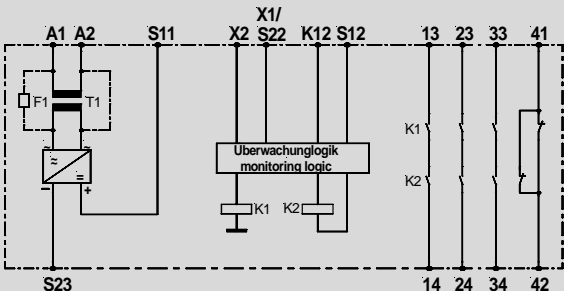 X1/
A1 A2 S11 X2 S22 K12 S12 13 23 33 41
F1 T1
K1
Uberwachunglogik
monitoring logic
K2
K1 K2
~ ~
≈
=
– +
S23 14 24 34 42